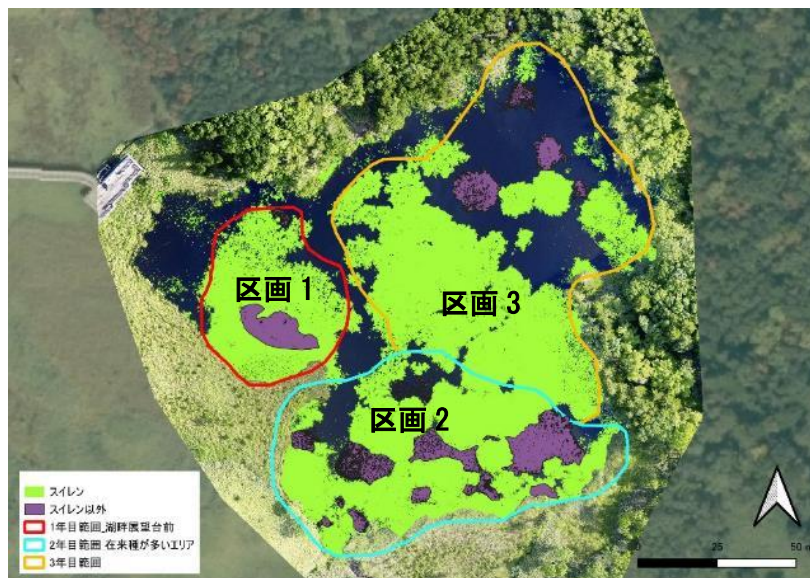 区画 1
区画 3
区画 2
スイレン
スイレン以外
1年目範囲_湖畔展望台前
2年目範囲 在来種が多いエリア
3年目範囲
0 25 50 m